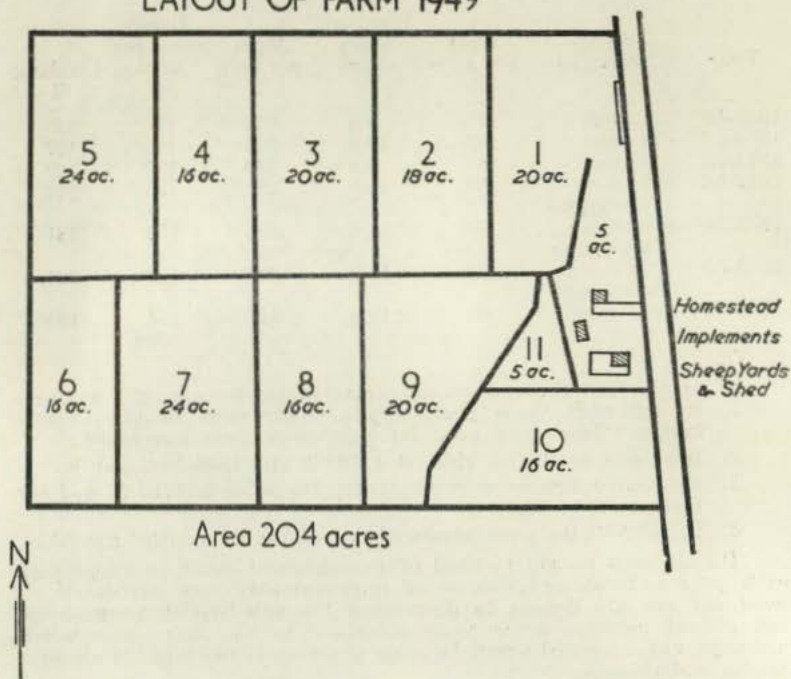 LAYOUT OF FARM 1949
5
24 ac.
4
16 ac.
3
20 ac.
2
18 ac.
1
20 ac.
5
ac.
Homestead
Implements
Sheep Yards
& Shed
6
16 ac.
7
24 ac.
8
16 ac.
9
20 ac.
11
5 ac.
10
16 ac.
Area 204 acres
N